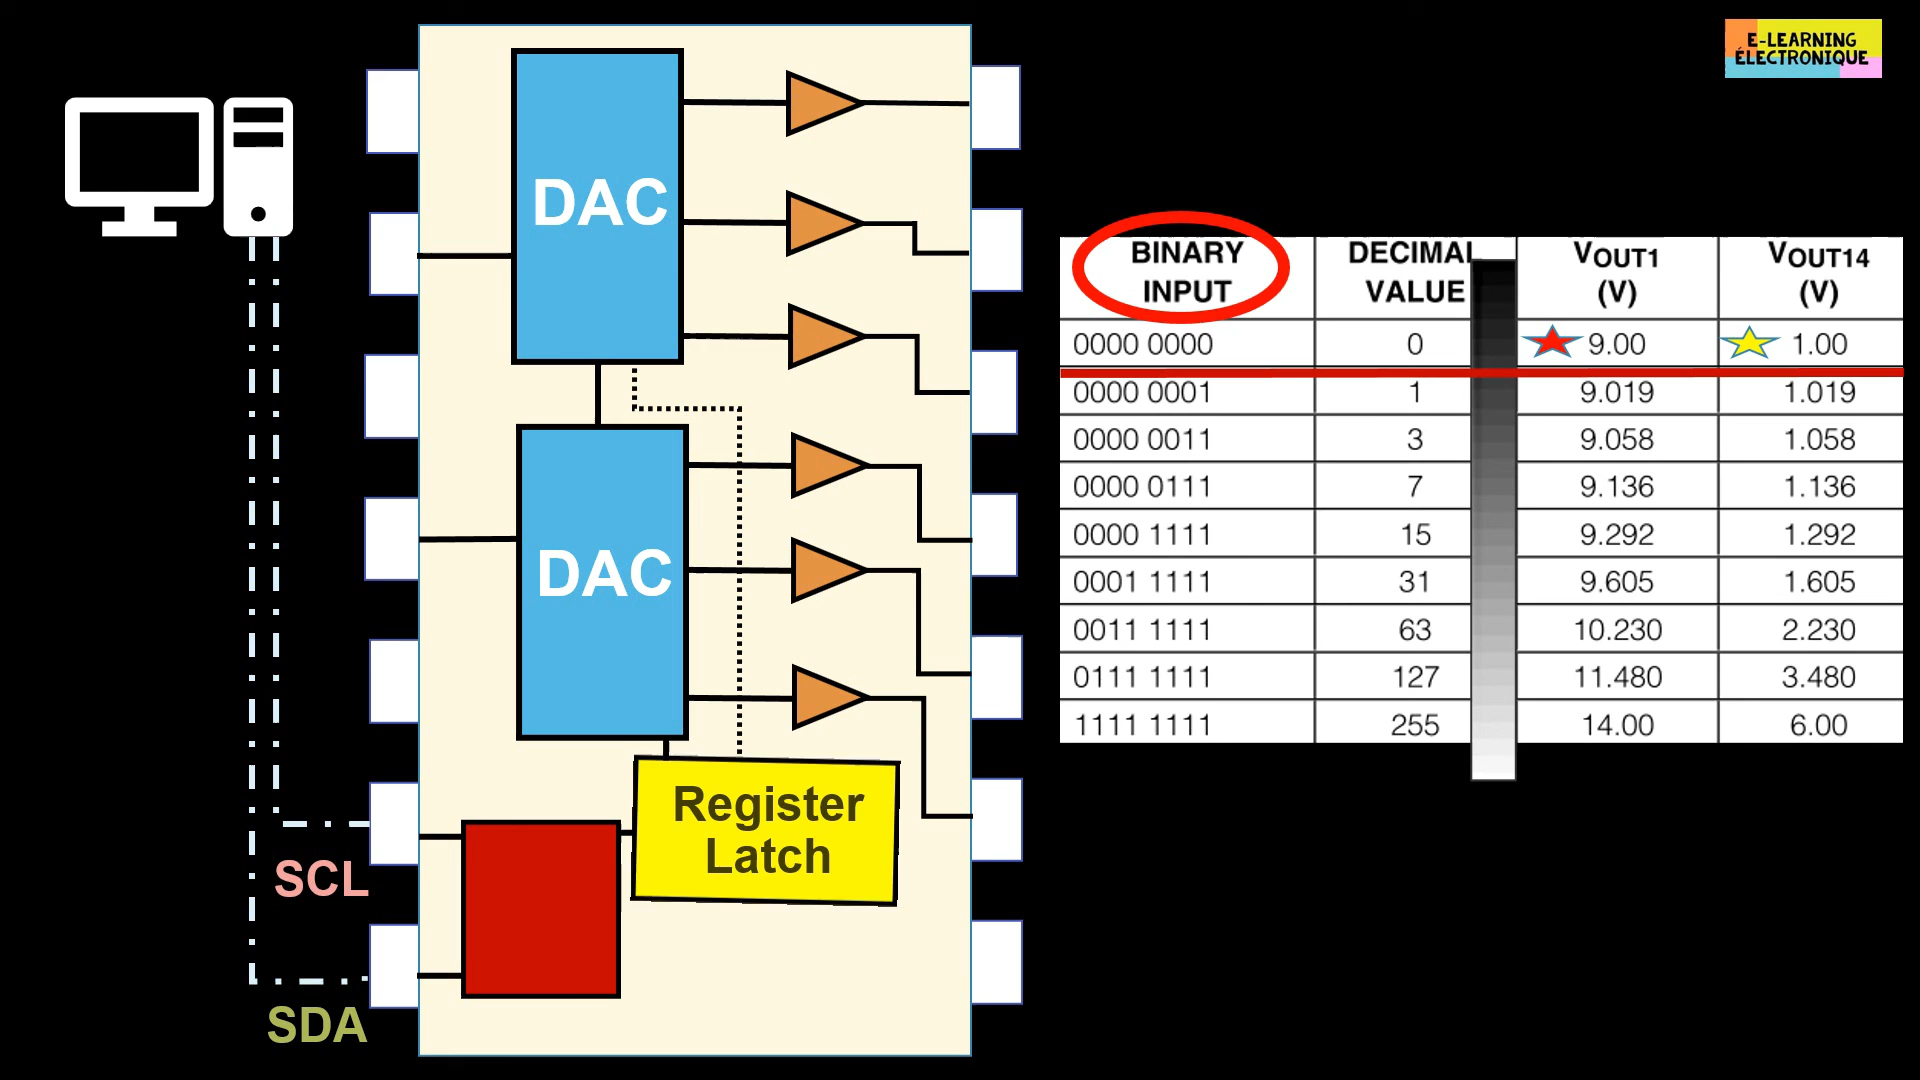 E-LEARNING
ÉLECTRONIQUE
DAC
DAC
Register
Latch
SCL
SDA
BINARY INPUT DECIMAL VALUE VOUT1 (V) VOUT14 (V)
0000 0000 0 9.00 1.00
0000 0001 1 9.019 1.019
0000 0011 3 9.058 1.058
0000 0111 7 9.136 1.136
0000 1111 15 9.292 1.292
0001 1111 31 9.605 1.605
0011 1111 63 10.230 2.230
0111 1111 127 11.480 3.480
1111 1111 255 14.00 6.00